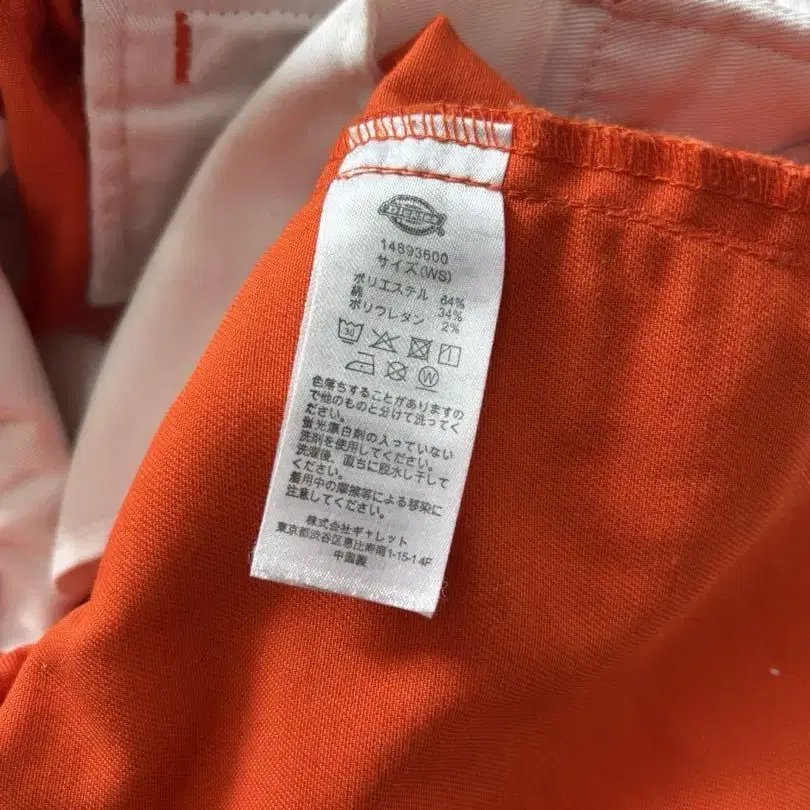 Dickies
14893600
サイズ(WS)
ポリエステル 64%
綿 34%
ポリウレタン 2%
30
W
色落ちすることがありますの
で他のものと分けて洗ってく
ださい。
蛍光漂白剤の入っていない
洗剤を使用してください。
洗濯後、直ちに脱水し干して
ください。
着用中の摩擦等による移染に
注意してください。
株式会社ギャレット
東京都渋谷区恵比寿南1-15-14F
中国製